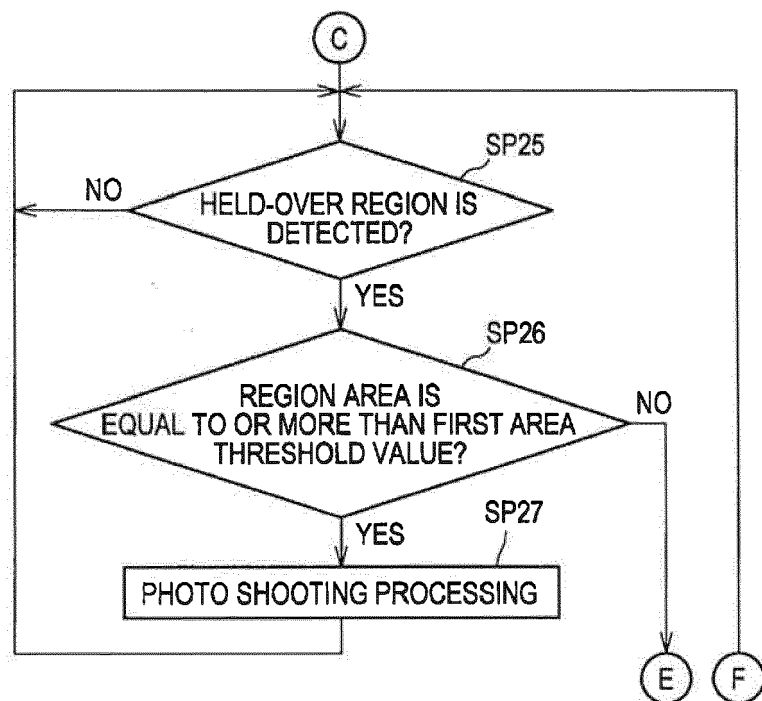 C
SP25
NO
HELD-OVER REGION IS
DETECTED?
YES
SP26
REGION AREA IS
EQUAL TO OR MORE THAN FIRST AREA
THRESHOLD VALUE?
NO
YES
SP27
PHOTO SHOOTING PROCESSING
E
F